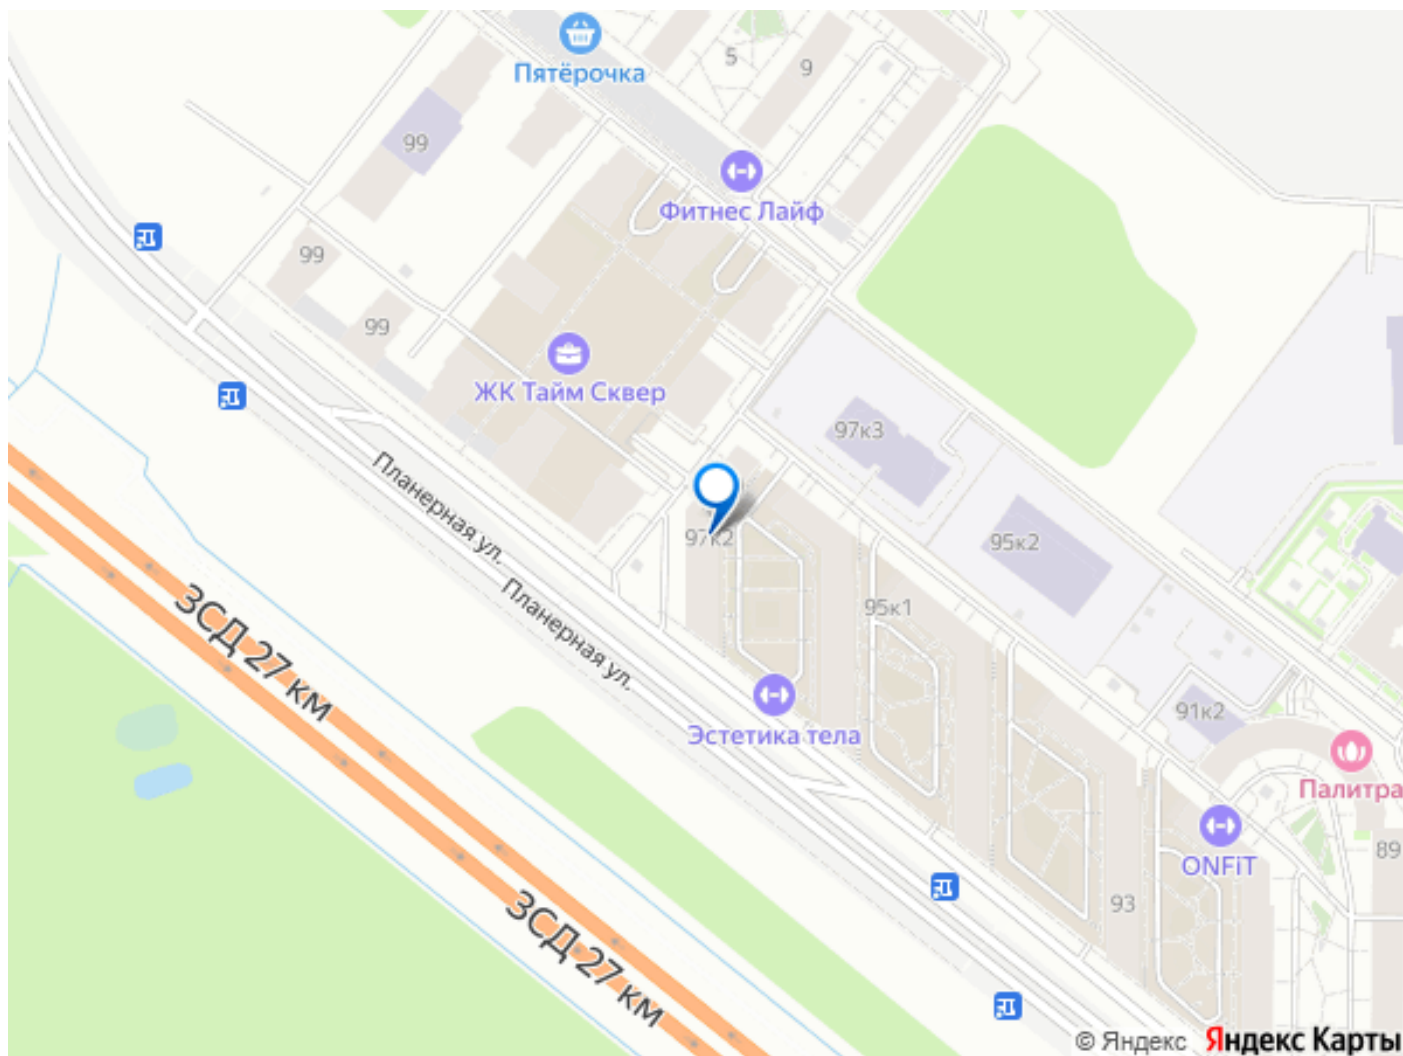 Пятёрочка
5
9
99
Фитнес Лайф
99
99
ЖК Тайм Сквер
97к3
Планерная ул.
97к2
95к2
Планерная ул.
95к1
ЗСД 27 км
91к2
Эстетика тела
Палитра
ONFiT
89
93
ЗСД 27 км
© Яндекс Яндекс Карты